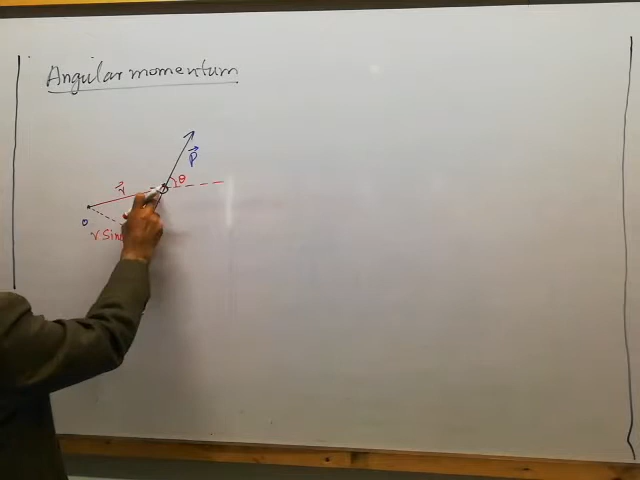 Angular momentum
p⃗
θ
r⃗
O
r Sin